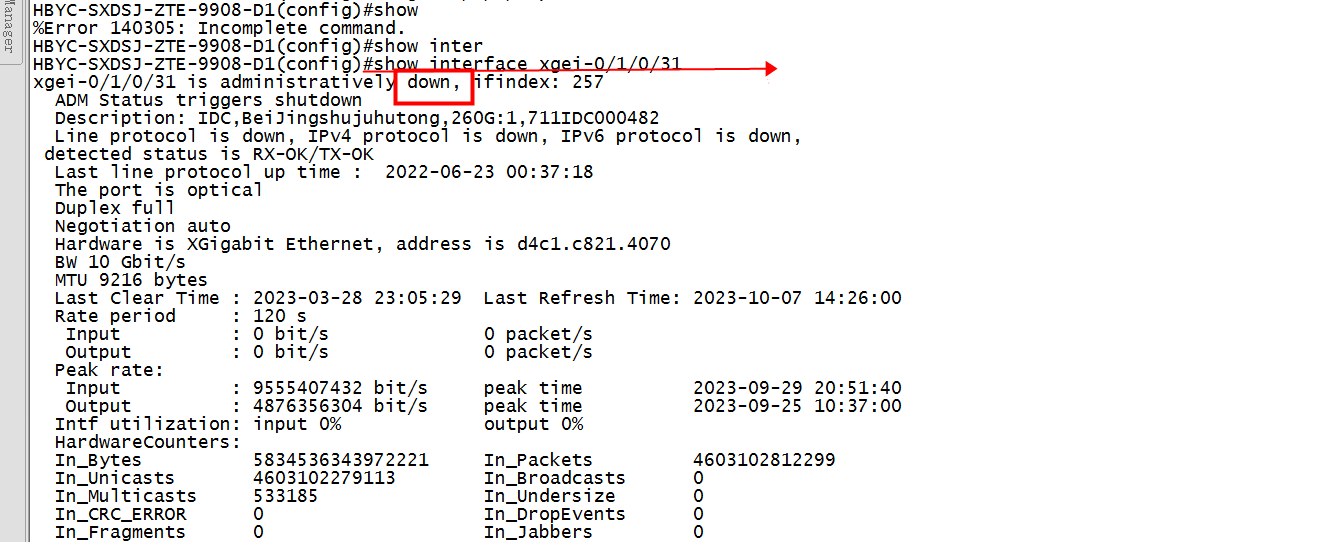 Manager
HBYC-SXDSJ-ZTE-9908-D1(config)#show
%Error 140305: Incomplete command.
HBYC-SXDSJ-ZTE-9908-D1(config)#show inter
HBYC-SXDSJ-ZTE-9908-D1(config)#show interface xgei-0/1/0/31
xgei-0/1/0/31 is administratively down, ifindex: 257
ADM Status triggers shutdown
Description: IDC,BeiJingshujuhutong,260G:1,711IDC000482
Line protocol is down, IPv4 protocol is down, IPv6 protocol is down,
detected status is RX-OK/TX-OK
Last line protocol up time : 2022-06-23 00:37:18
The port is optical
Duplex full
Negotiation auto
Hardware is XGigabit Ethernet, address is d4c1.c821.4070
BW 10 Gbit/s
MTU 9216 bytes
Last Clear Time : 2023-03-28 23:05:29 Last Refresh Time: 2023-10-07 14:26:00
Rate period : 120 s
Input : 0 bit/s 0 packet/s
Output : 0 bit/s 0 packet/s
Peak rate:
Input : 9555407432 bit/s peak time 2023-09-29 20:51:40
Output : 4876356304 bit/s peak time 2023-09-25 10:37:00
Intf utilization: input 0% output 0%
HardwareCounters:
In_Bytes 5834536343972221 In_Packets 4603102812299
In_Unicasts 4603102279113 In_Broadcasts 0
In_Multicasts 533185 In_Undersize 0
In_CRC_ERROR 0 In_DropEvents 0
In_Fragments 0 In_Jabbers 0